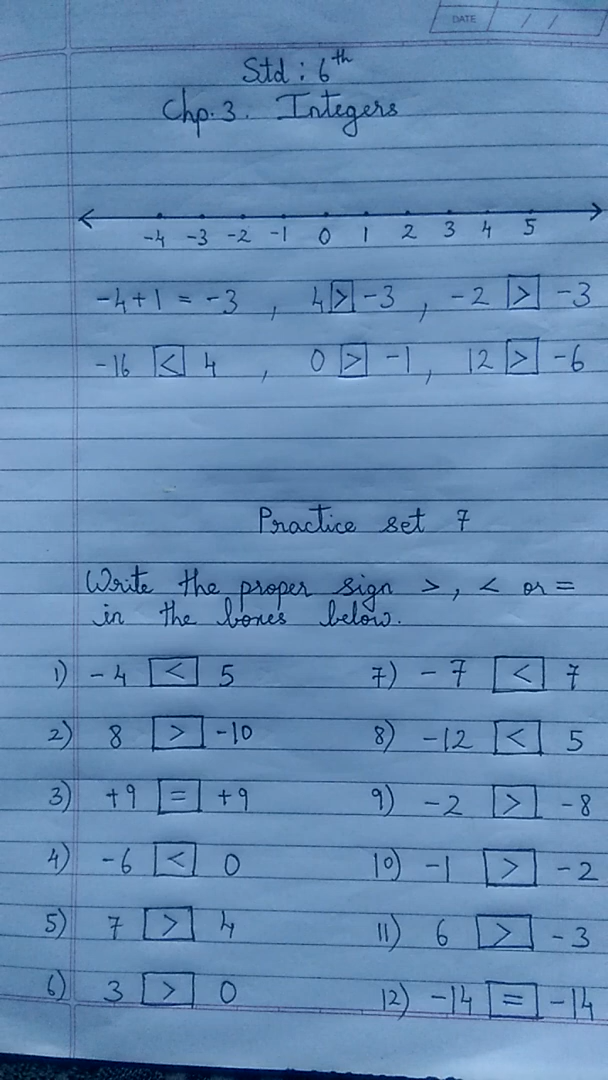 DATE / /
Std : 6th
Chp. 3. Integers
-4 -3 -2 -1 0 1 2 3 4 5
-4+1 = -3 , 4 > -3 , -2 > -3
-16 < 4 , 0 > -1 , 12 > -6
Practice set 7
Write the proper sign >, < or =
in the boxes below.
1) -4 < 5 7) -7 < 7
2) 8 > -10 8) -12 < 5
3) +9 = +9 9) -2 > -8
4) -6 < 0 10) -1 > -2
5) 7 > 4 11) 6 > -3
6) 3 > 0 12) -14 = -14